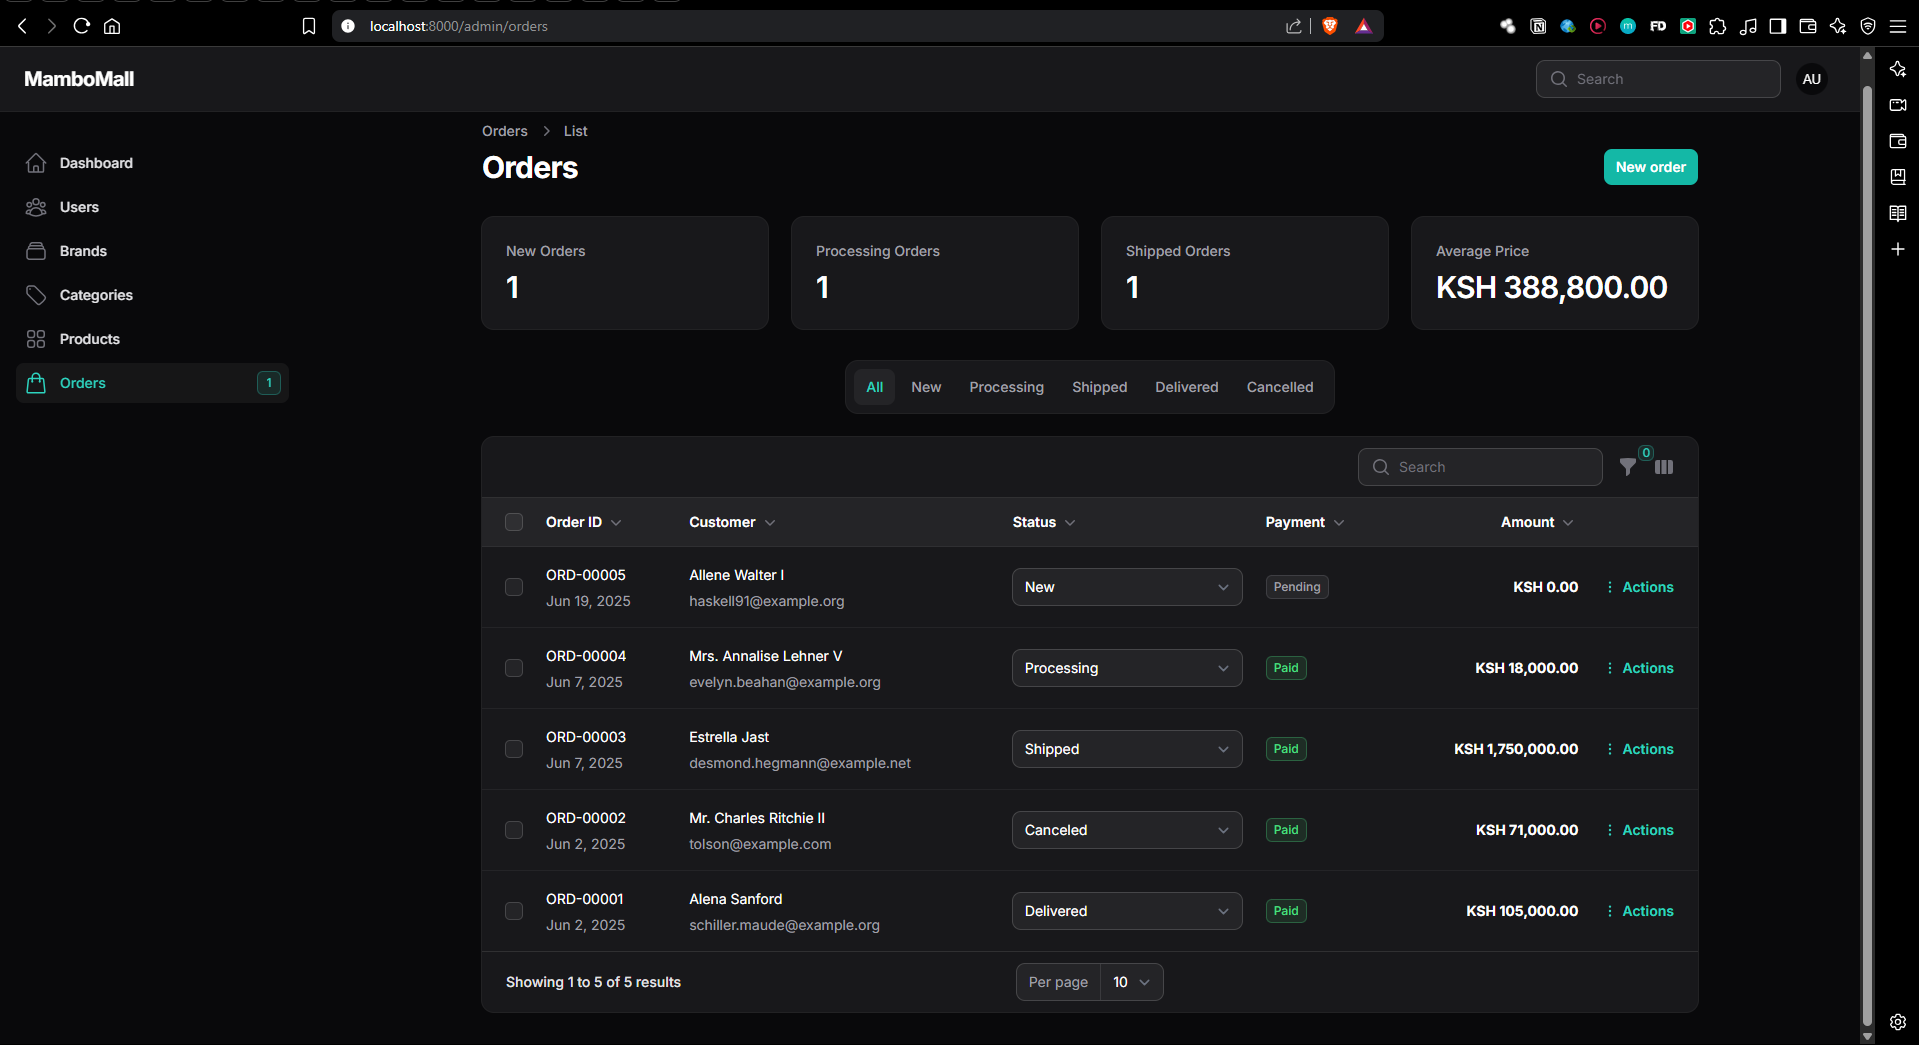 localhost:8000/admin/orders
FD
m
MamboMall
Search
AU
Dashboard
Users
Brands
Categories
Products
Orders
1
Orders
List
Orders
New order
New Orders
1
Processing Orders
1
Shipped Orders
1
Average Price
KSH 388,800.00
All
New
Processing
Shipped
Delivered
Cancelled
Search
0
Order ID
Customer
Status
Payment
Amount
ORD-00005
Jun 19, 2025
Allene Walter I
haskell91@example.org
New
Pending
KSH 0.00
Actions
ORD-00004
Jun 7, 2025
Mrs. Annalise Lehner V
evelyn.beahan@example.org
Processing
Paid
KSH 18,000.00
Actions
ORD-00003
Jun 7, 2025
Estrella Jast
desmond.hegmann@example.net
Shipped
Paid
KSH 1,750,000.00
Actions
ORD-00002
Jun 2, 2025
Mr. Charles Ritchie II
tolson@example.com
Canceled
Paid
KSH 71,000.00
Actions
ORD-00001
Jun 2, 2025
Alena Sanford
schiller.maude@example.org
Delivered
Paid
KSH 105,000.00
Actions
Showing 1 to 5 of 5 results
Per page
10